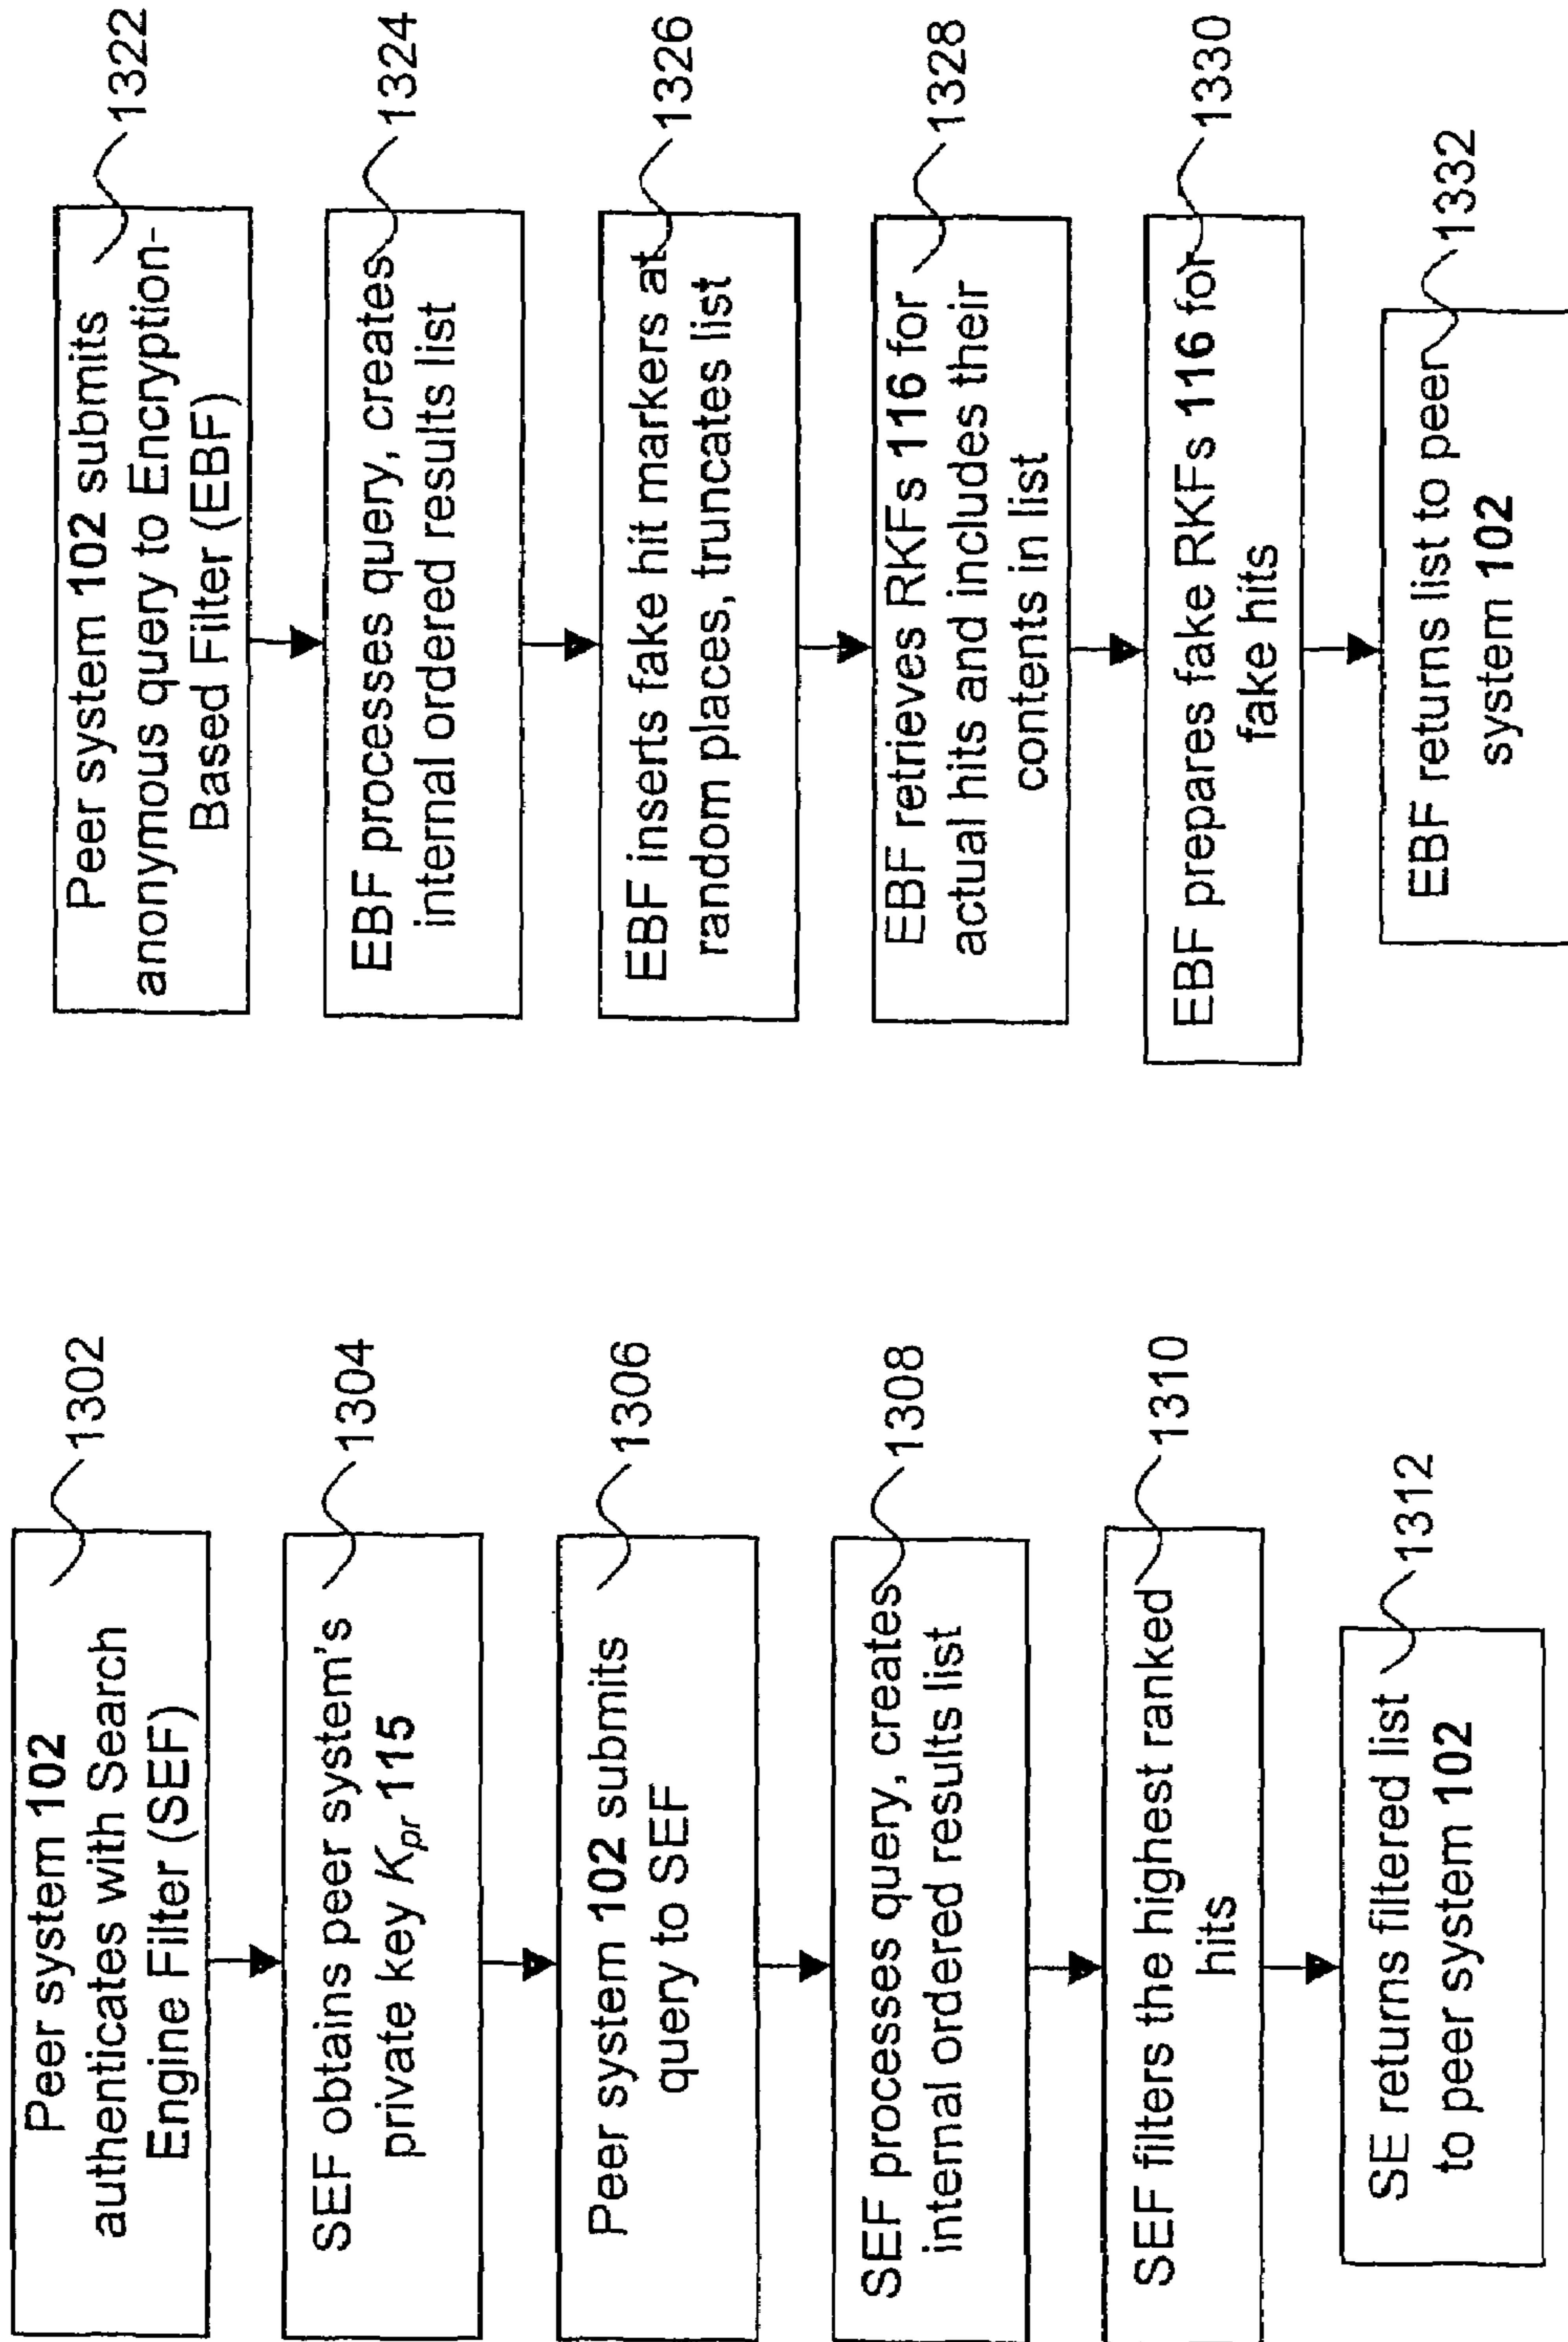 Peer system 102
authenticates with Search
Engine Filter (SEF)
1302
SEF obtains peer system's
private key Kpr 115
1304
Peer system 102 submits
query to SEF
1306
SEF processes query, creates
internal ordered results list
1308
SEF filters the highest ranked
hits
1310
SE returns filtered list
to peer system 102
1312
Peer system 102 submits
anonymous query to Encryption-
Based Filter (EBF)
1322
EBF processes query, creates
internal ordered results list
1324
EBF inserts fake hit markers at
random places, truncates list
1326
EBF retrieves RKFs 116 for
actual hits and includes their
contents in list
1328
EBF prepares fake RKFs 116 for
fake hits
1330
EBF returns list to peer
system 102
1332